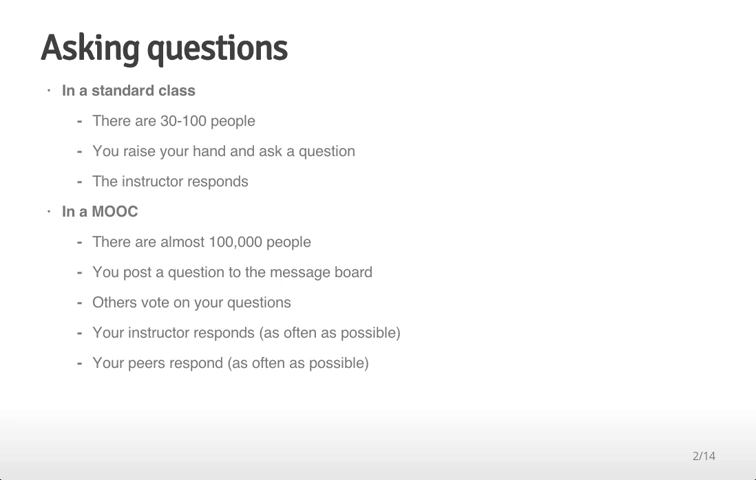 Asking questions
· In a standard class
- There are 30-100 people
- You raise your hand and ask a question
- The instructor responds
· In a MOOC
- There are almost 100,000 people
- You post a question to the message board
- Others vote on your questions
- Your instructor responds (as often as possible)
- Your peers respond (as often as possible)
2/14